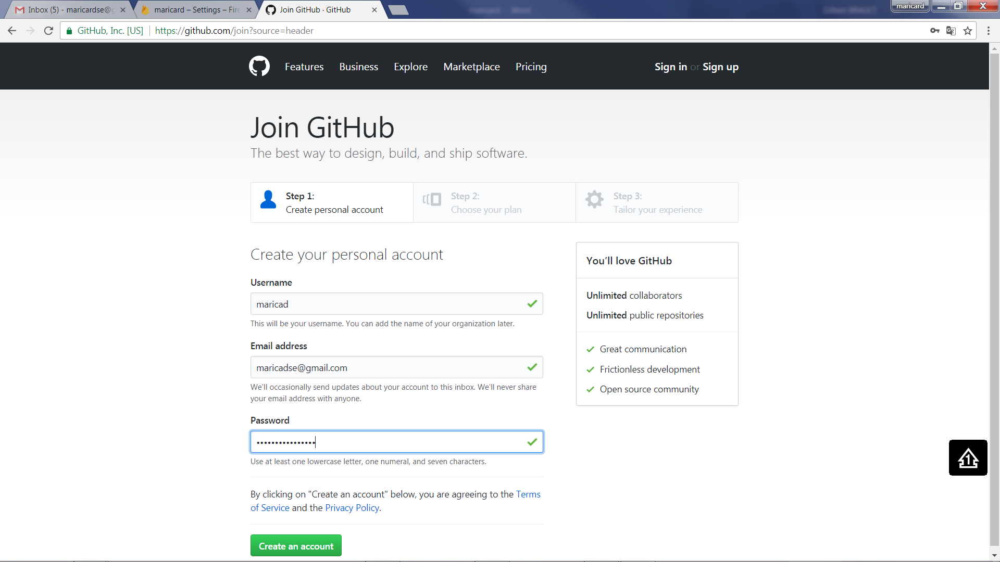 Inbox (5) - maricardse@g
maricard – Settings – Fire
Join GitHub · GitHub
maricard
GitHub, Inc. [US]
https://github.com/join?source=header
Features
Business
Explore
Marketplace
Pricing
Sign in or Sign up
Join GitHub
The best way to design, build, and ship software.
Step 1:
Create personal account
Step 2:
Choose your plan
Step 3:
Tailor your experience
Create your personal account
Username
maricad
This will be your username. You can add the name of your organization later.
Email address
maricadse@gmail.com
We'll occasionally send updates about your account to this inbox. We'll never share
your email address with anyone.
Password
••••••••••••••••
Use at least one lowercase letter, one numeral, and seven characters.
By clicking on "Create an account" below, you are agreeing to the Terms
of Service and the Privacy Policy.
Create an account
You’ll love GitHub
Unlimited collaborators
Unlimited public repositories
Great communication
Frictionless development
Open source community
1